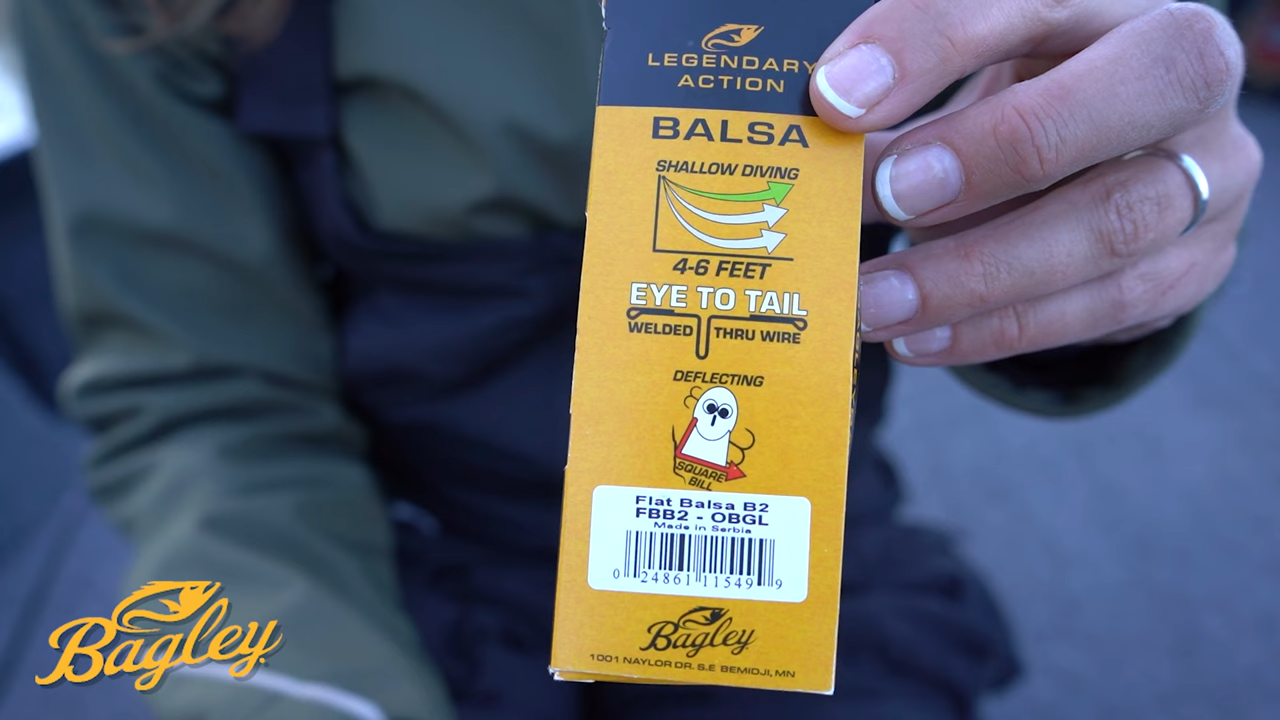 LEGENDARY
ACTION
BALSA
SHALLOW DIVING
4-6 FEET
EYE TO TAIL
WELDED THRU WIRE
DEFLECTING
SQUARE
BILL
Flat Balsa B2
FBB2 - OBGL
Made in Serbia
0 24861 11549 9
Bagley
1001 NAYLOR DR. S.E BEMIDJI, MN
Bagley